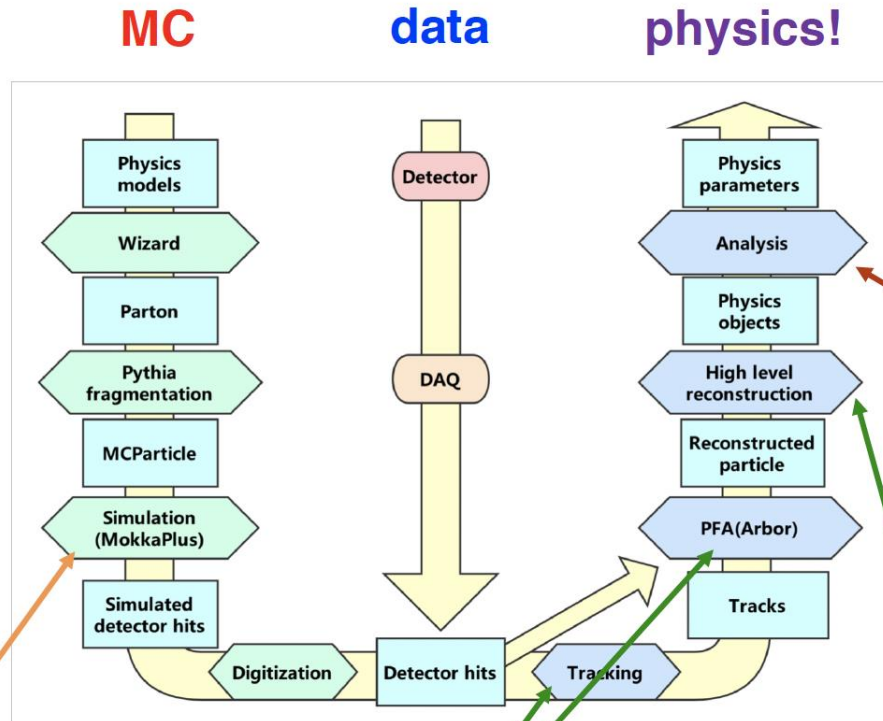 MC
data
physics!
Physics
models
Wizard
Parton
Pythia
fragmentation
MCParticle
Simulation
(MokkaPlus)
Simulated
detector hits
Digitization
Detector
DAQ
Detector hits
Tracking
Physics
parameters
Analysis
Physics
objects
High level
reconstruction
Reconstructed
particle
PFA(Arbor)
Tracks